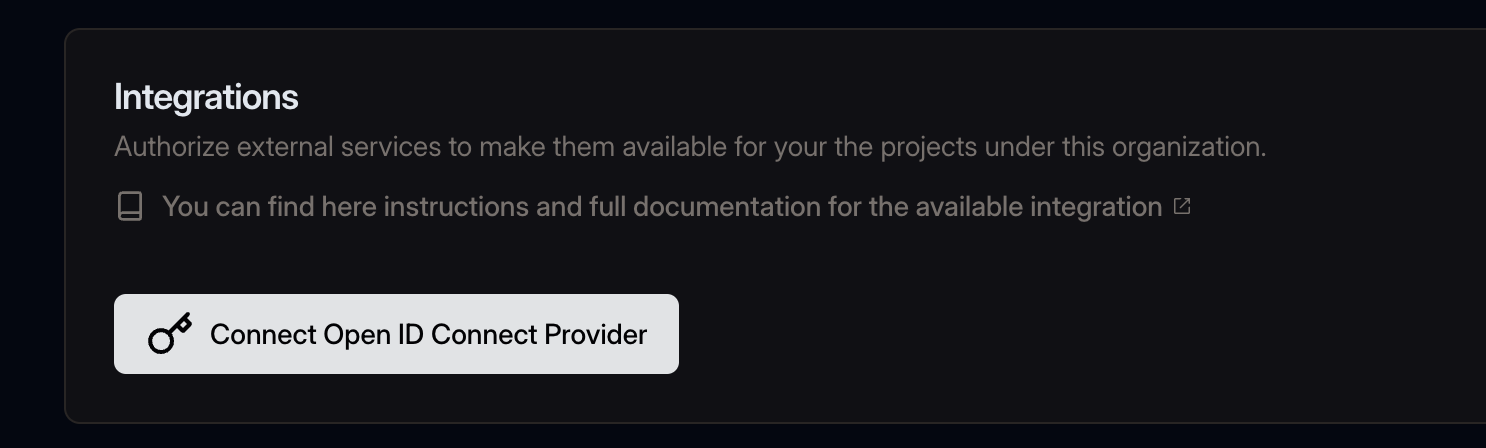 Integrations
Authorize external services to make them available for your the projects under this organization.
You can find here instructions and full documentation for the available integration
Connect Open ID Connect Provider